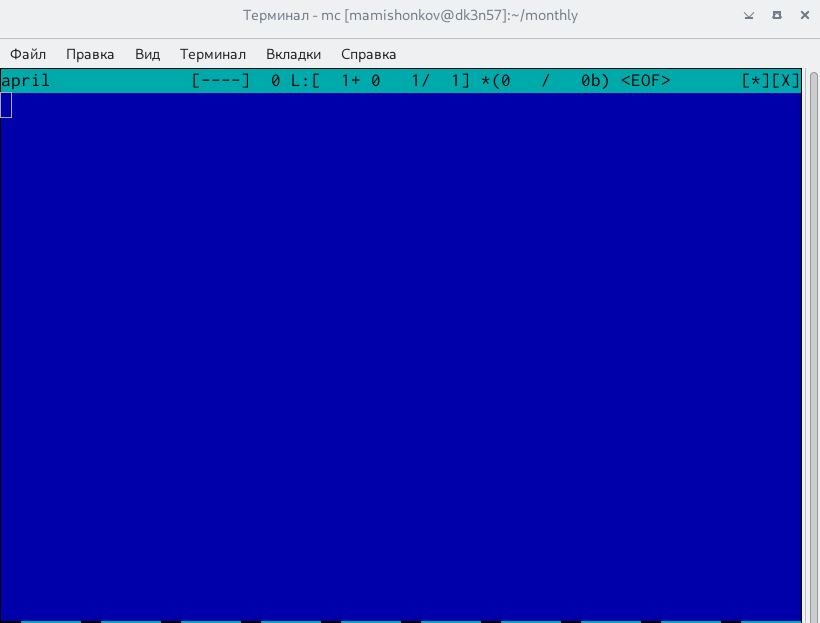 Терминал - mc [mamishonkov@dk3n57]:~/monthly
Файл Правка Вид Терминал Вкладки Справка
april [----] 0 L:[ 1+ 0 1/ 1] *(0 / 0b) <EOF> [*][X]